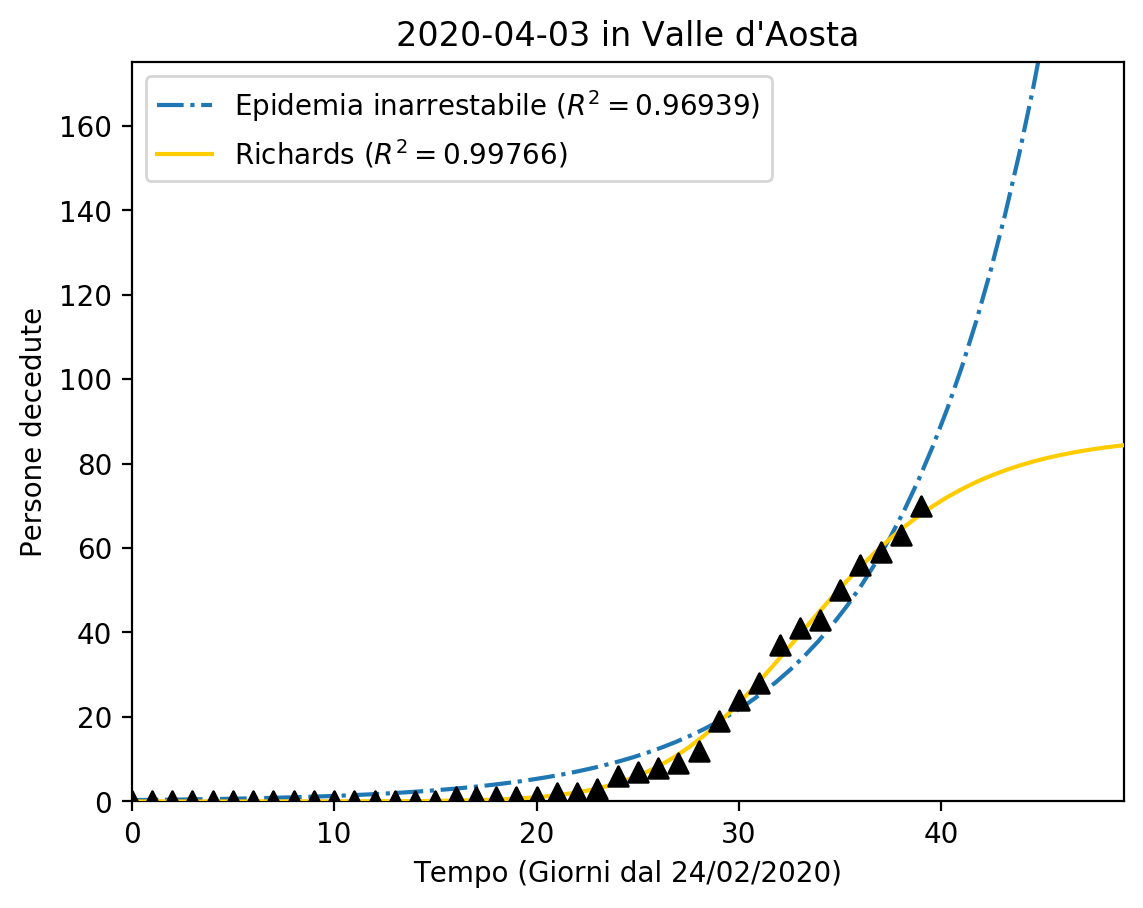 2020-04-03 in Valle d'Aosta
Epidemia inarrestabile (R² = 0.96939)
Richards (R² = 0.99766)
Persone decedute
160
140
120
100
80
60
40
20
0
0 10 20 30 40
Tempo (Giorni dal 24/02/2020)